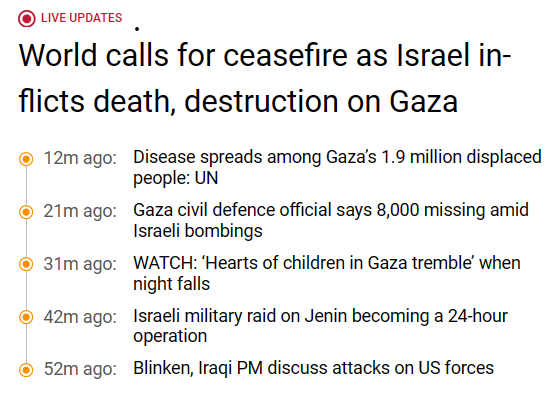 LIVE UPDATES
World calls for ceasefire as Israel in-
flicts death, destruction on Gaza
12m ago: Disease spreads among Gaza’s 1.9 million displaced
people: UN
21m ago: Gaza civil defence official says 8,000 missing amid
Israeli bombings
31m ago: WATCH: ‘Hearts of children in Gaza tremble’ when
night falls
42m ago: Israeli military raid on Jenin becoming a 24-hour
operation
52m ago: Blinken, Iraqi PM discuss attacks on US forces